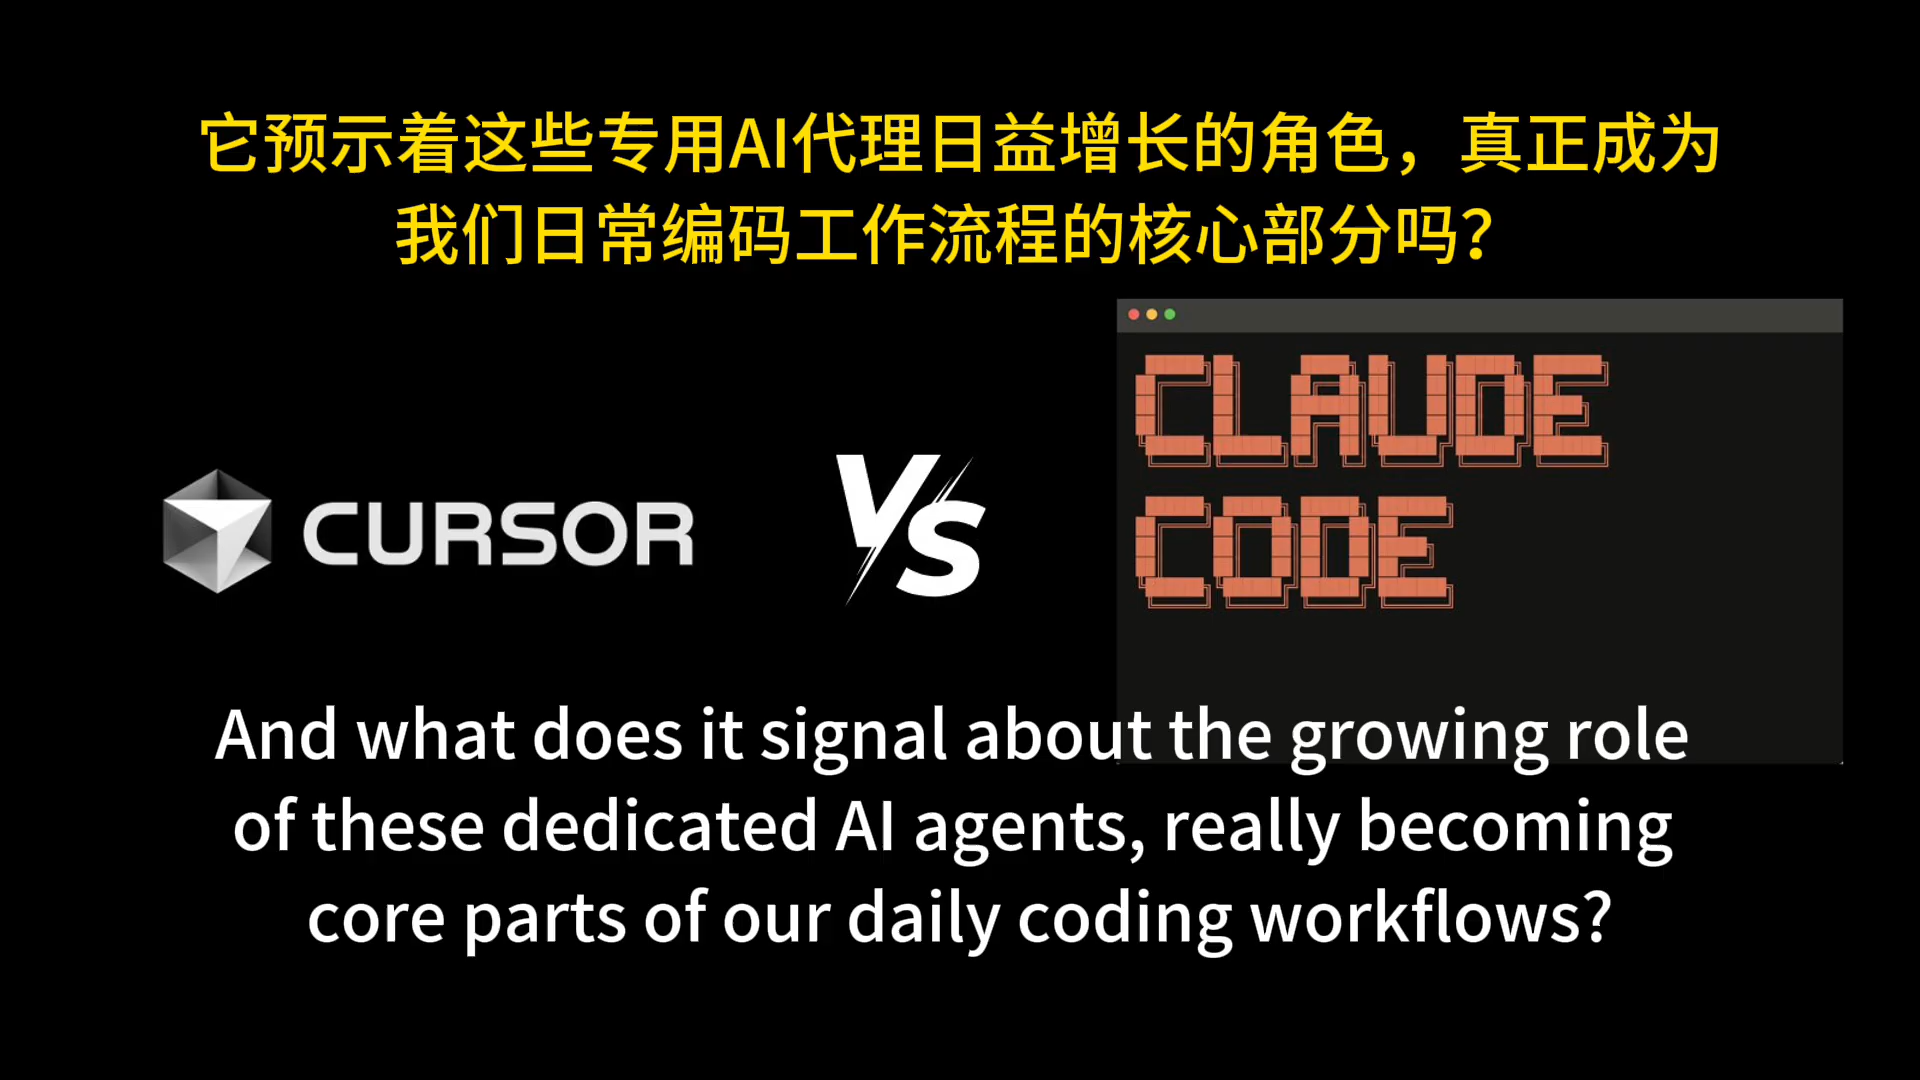 它预示着这些专用AI代理日益增长的角色，真正成为
我们日常编码工作流程的核心部分吗？
CURSOR
VS
CLAUDE
CODE
And what does it signal about the growing role
of these dedicated AI agents, really becoming
core parts of our daily coding workflows?